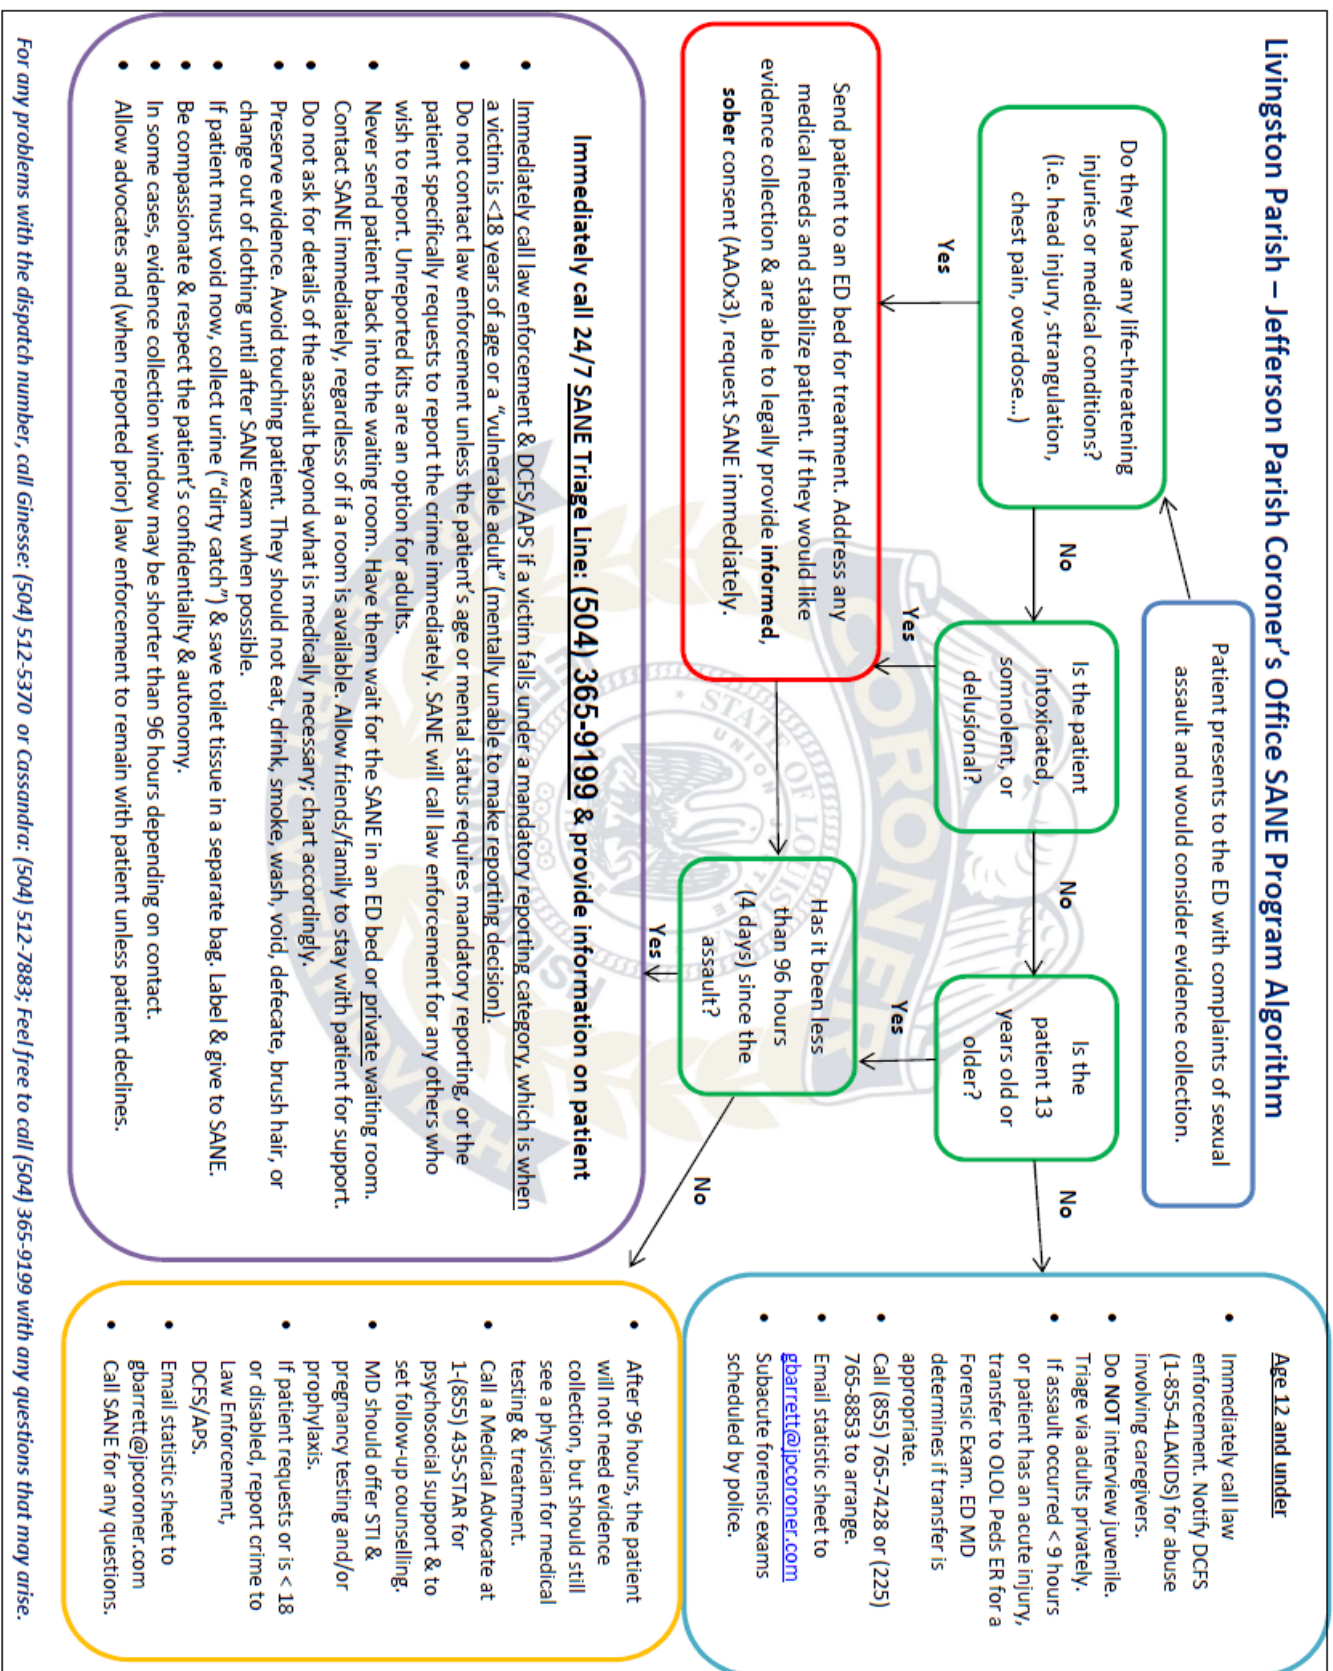 Livingston Parish – Jefferson Parish Coroner's Office SANE Program Algorithm
Patient presents to the ED with complaints of sexual
assault and would consider evidence collection.
Do they have any life-threatening
injuries or medical conditions?
(i.e. head injury, strangulation,
chest pain, overdose...)
No
Is the patient
intoxicated,
somnolent, or
delusional?
No
Is the
patient 13
years old or
older?
No
Yes
Yes
Yes
Send patient to an ED bed for treatment. Address any
medical needs and stabilize patient. If they would like
evidence collection & are able to legally provide informed,
sober consent (AAOx3), request SANE immediately.
Has it been less
than 96 hours
(4 days) since the
assault?
Yes
No
Age 12 and under
• Immediately call law
enforcement. Notify DCFS
(1-855-4LAKIDS) for abuse
involving caregivers.
• Do NOT interview juvenile.
Triage via adults privately.
• If assault occurred < 9 hours
or patient has an acute injury,
transfer to OLOL Peds ER for a
Forensic Exam. ED MD
determines if transfer is
appropriate.
• Call (855) 765-7428 or (225)
765-8853 to arrange.
• Email statistic sheet to
gbarrett@jpcoroner.com
• Subacute forensic exams
scheduled by police.
Immediately call 24/7 SANE Triage Line: (504) 365-9199 & provide information on patient
• Immediately call law enforcement & DCFS/APS if a victim falls under a mandatory reporting category, which is when
a victim is <18 years of age or a "vulnerable adult" (mentally unable to make reporting decision).
• Do not contact law enforcement unless the patient's age or mental status requires mandatory reporting, or the
patient specifically requests to report the crime immediately. SANE will call law enforcement for any others who
wish to report. Unreported kits are an option for adults.
• Never send patient back into the waiting room. Have them wait for the SANE in an ED bed or private waiting room.
Contact SANE immediately, regardless of if a room is available. Allow friends/family to stay with patient for support.
• Do not ask for details of the assault beyond what is medically necessary; chart accordingly.
• Preserve evidence. Avoid touching patient. They should not eat, drink, smoke, wash, void, defecate, brush hair, or
change out of clothing until after SANE exam when possible.
• If patient must void now, collect urine ("dirty catch") & save toilet tissue in a separate bag. Label & give to SANE.
• Be compassionate & respect the patient's confidentiality & autonomy.
• In some cases, evidence collection window may be shorter than 96 hours depending on contact.
• Allow advocates and (when reported prior) law enforcement to remain with patient unless patient declines.
• After 96 hours, the patient
will not need evidence
collection, but should still
see a physician for medical
testing & treatment.
• Call a Medical Advocate at
1-(855) 435-STAR for
psychosocial support & to
set follow-up counselling.
• MD should offer STI &
pregnancy testing and/or
prophylaxis.
• If patient requests or is < 18
or disabled, report crime to
Law Enforcement,
DCFS/APS.
• Email statistic sheet to
gbarrett@jpcoroner.com
• Call SANE for any questions.
For any problems with the dispatch number, call Ginesse: (504) 512-5370 or Cassandra: (504) 512-7883; Feel free to call (504) 365-9199 with any questions that may arise.
CORONER
STATE OF LOUIS
UNION